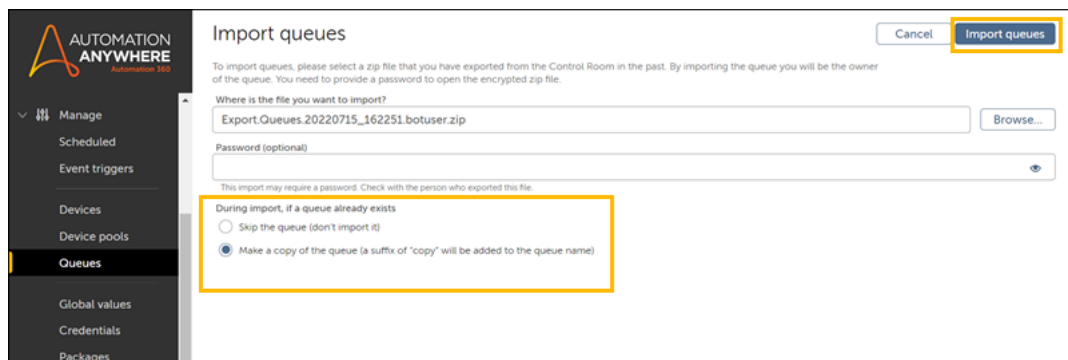 AUTOMATION
ANYWHERE
Automation 360
Manage
Scheduled
Event triggers
Devices
Device pools
Queues
Global values
Credentials
Packages
Import queues
Cancel
Import queues
To import queues, please select a zip file that you have exported from the Control Room in the past. By importing the queue you will be the owner
of the queue. You need to provide a password to open the encrypted zip file.
Where is the file you want to import?
Export.Queues.20220715_162251.botuser.zip
Browse...
Password (optional)
This import may require a password. Check with the person who exported this file.
During import, if a queue already exists
Skip the queue (don't import it)
Make a copy of the queue (a suffix of "copy" will be added to the queue name)